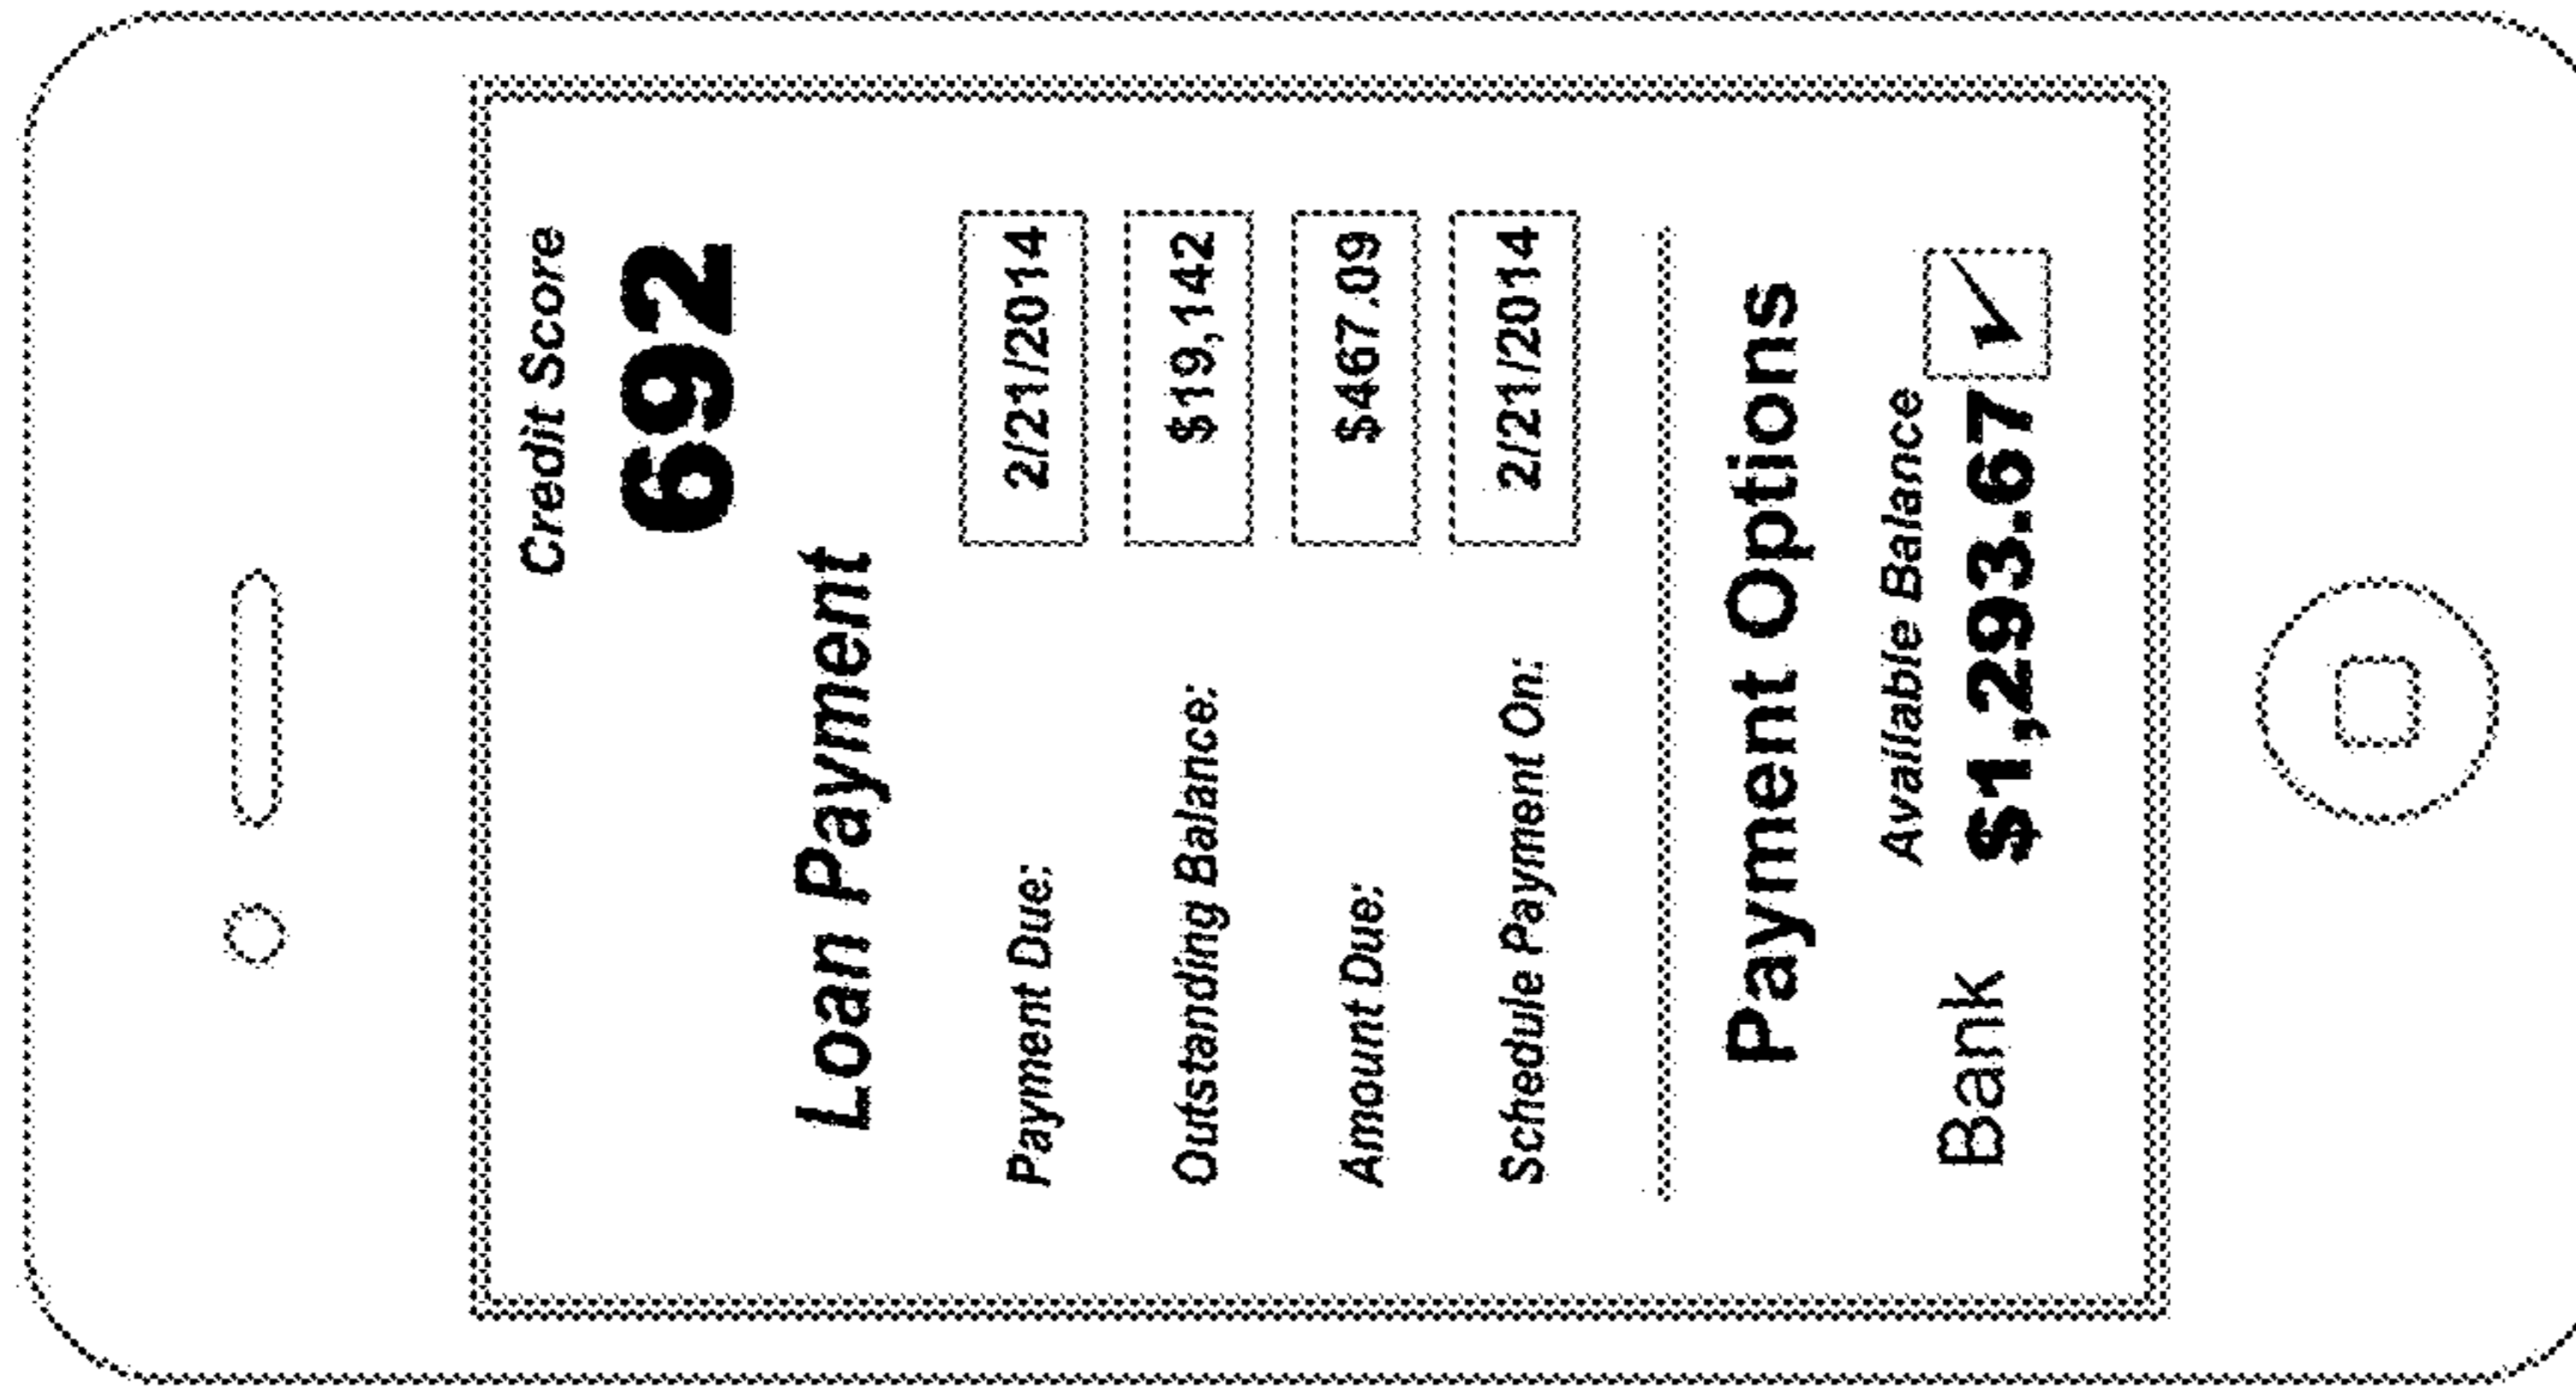 Credit Score
692
Loan Payment
Payment Due: 2/21/2014
Outstanding Balance: $19,142
Amount Due: $467.09
Schedule Payment On: 2/21/2014
Payment Options
Available Balance
Bank $1,293.67